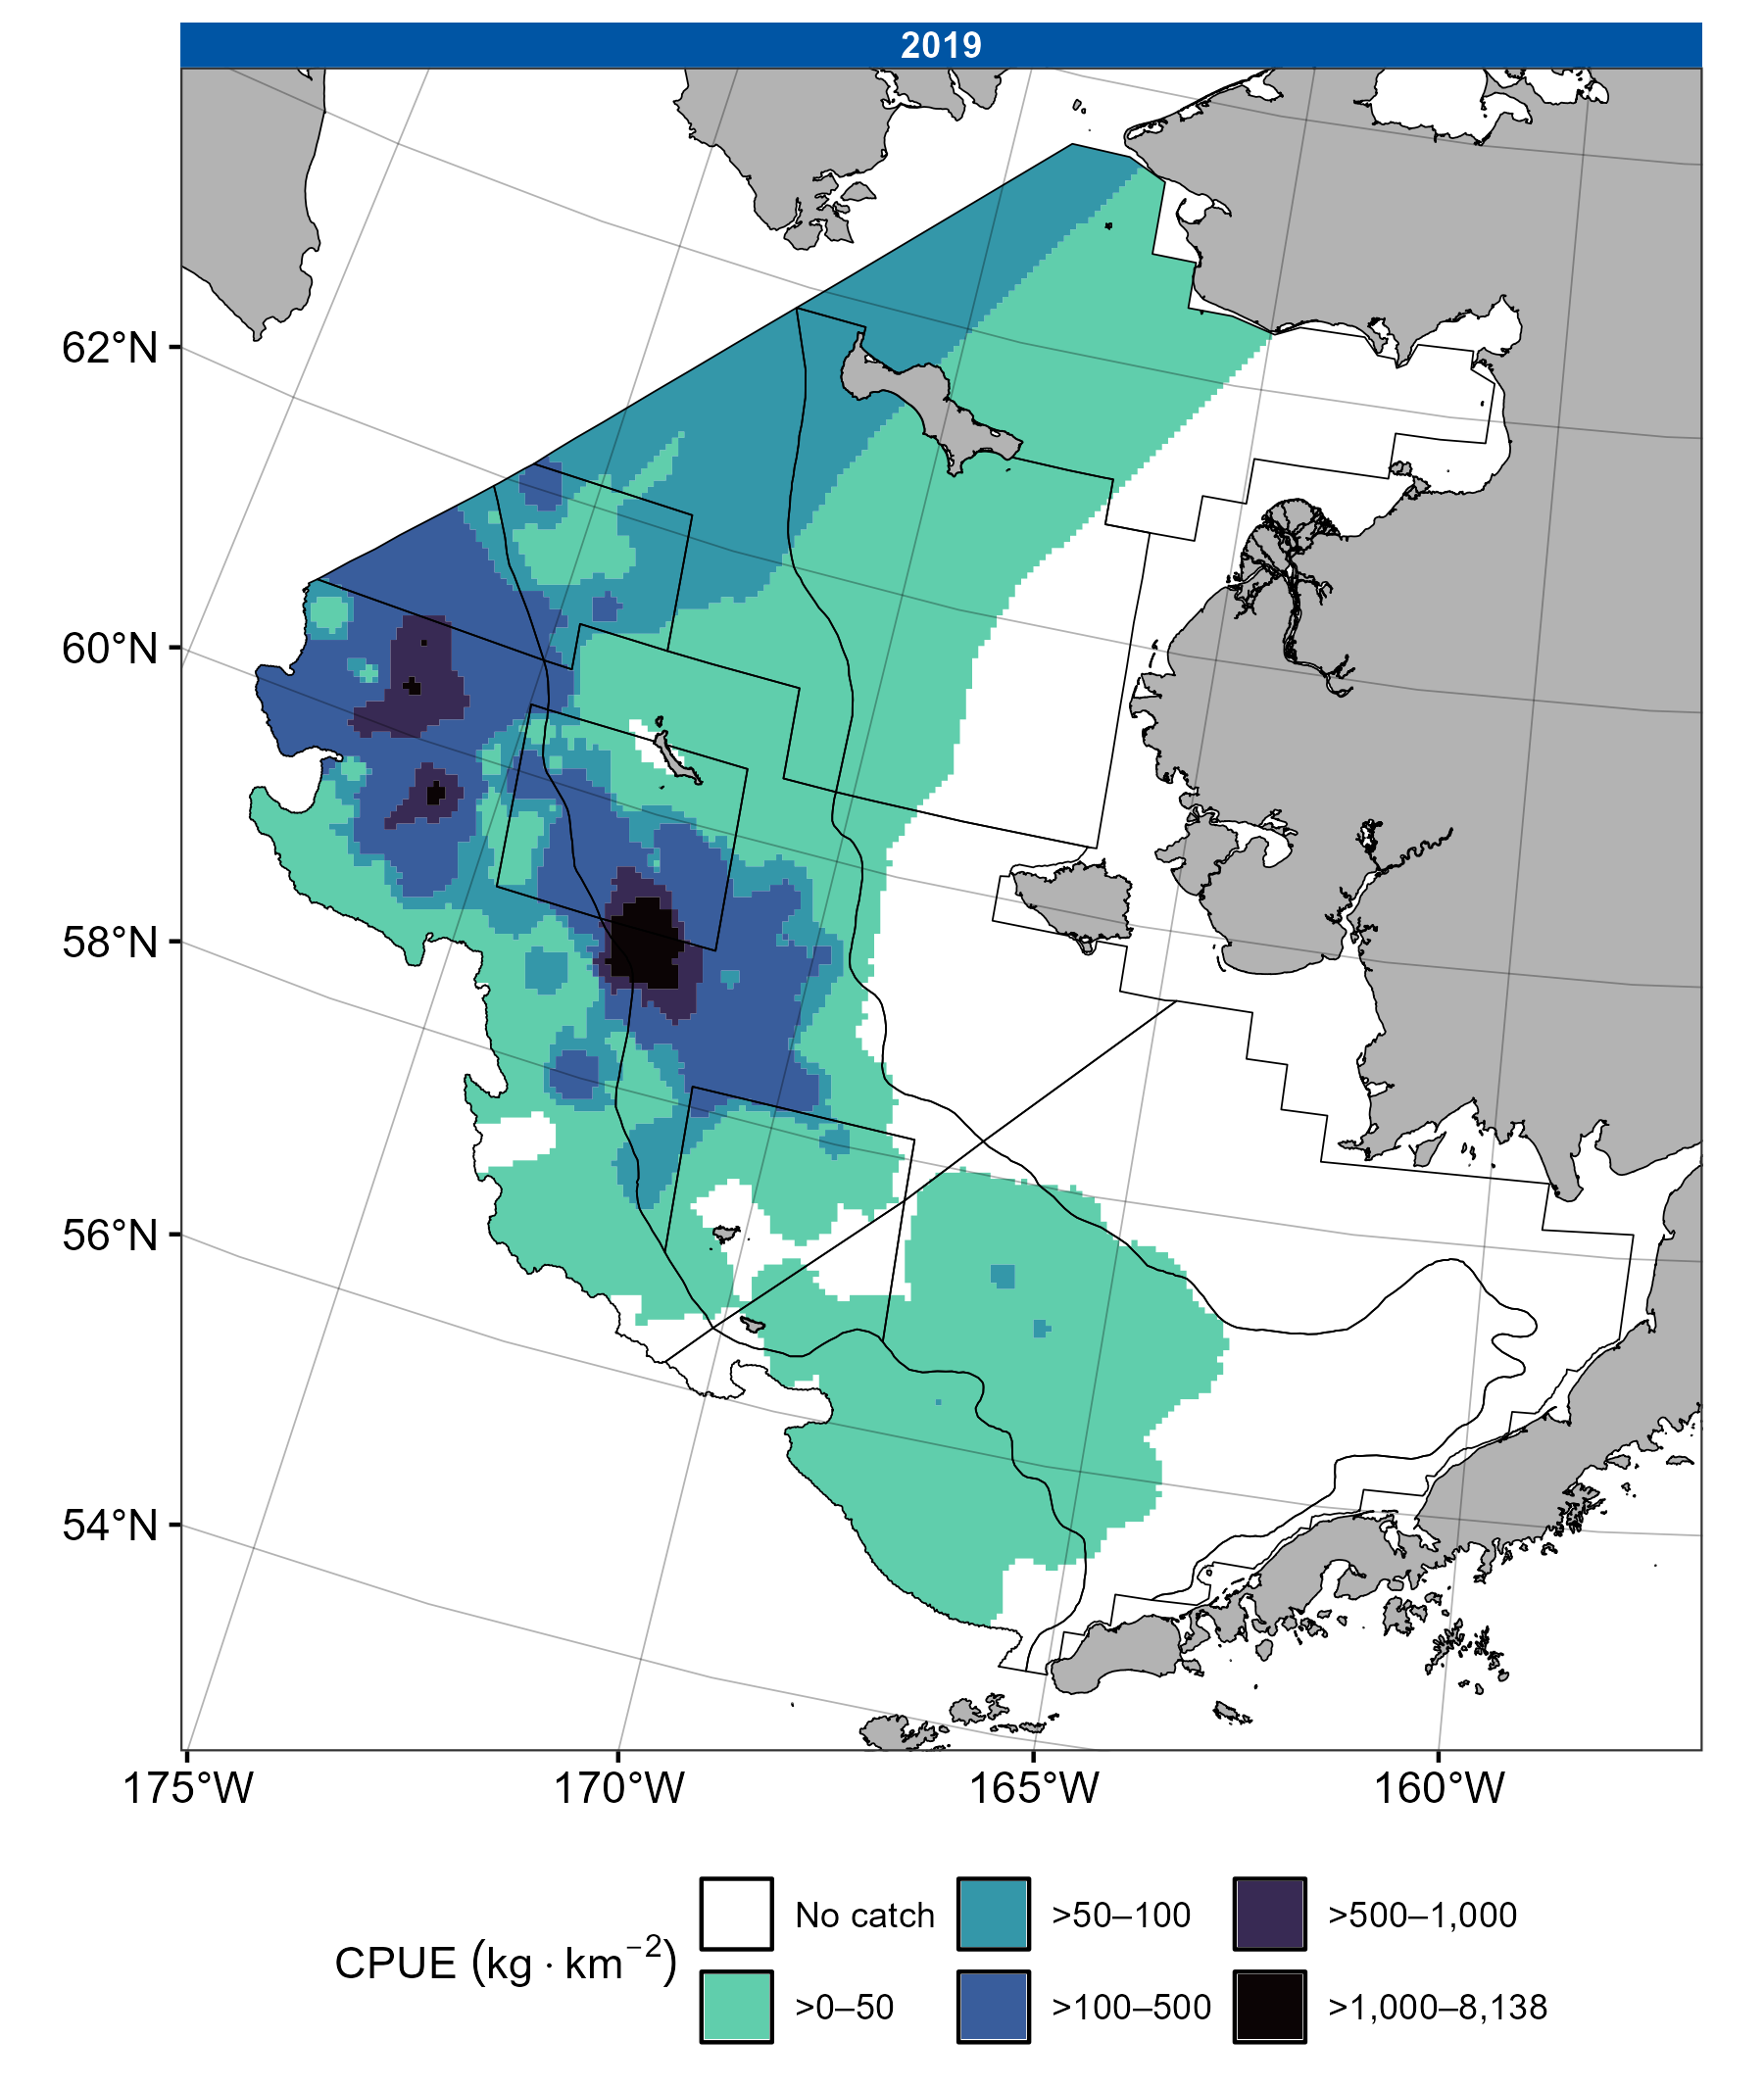 2019
62°N
60°N
58°N
56°N
54°N
175°W 170°W 165°W 160°W
CPUE (kg · km⁻²)
No catch >50–100 >500–1,000
>0–50 >100–500 >1,000–8,138